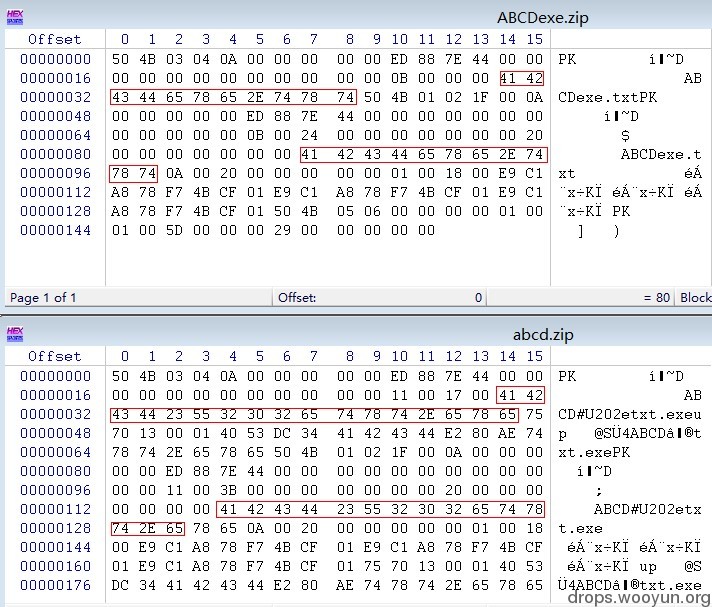 ABCDexe.zip
Offset 0 1 2 3 4 5 6 7 8 9 10 11 12 13 14 15
00000000 50 4B 03 04 0A 00 00 00 00 00 ED 88 7E 44 00 00 PK í▮~D
00000016 00 00 00 00 00 00 00 00 00 00 0B 00 00 00 41 42 AB
00000032 43 44 65 78 65 2E 74 78 74 50 4B 01 02 1F 00 0A CDexe.txtPK
00000048 00 00 00 00 00 ED 88 7E 44 00 00 00 00 00 00 00 í▮~D
00000064 00 00 00 00 00 0B 00 24 00 00 00 00 00 00 00 20 $
00000080 00 00 00 00 00 00 00 41 42 43 44 65 78 65 2E 74 ABCDexe.t
00000096 78 74 0A 00 20 00 00 00 00 00 01 00 18 00 E9 C1 xt éÁ
00000112 A8 78 F7 4B CF 01 E9 C1 A8 78 F7 4B CF 01 E9 C1 ¨x÷KÏ éÁ¨x÷KÏ éÁ
00000128 A8 78 F7 4B CF 01 50 4B 05 06 00 00 00 00 01 00 ¨x÷KÏ PK
00000144 01 00 5D 00 00 00 29 00 00 00 00 00 ] )
Page 1 of 1 Offset: 0 = 80 Block
abcd.zip
Offset 0 1 2 3 4 5 6 7 8 9 10 11 12 13 14 15
00000000 50 4B 03 04 0A 00 00 00 00 00 ED 88 7E 44 00 00 PK í▮~D
00000016 00 00 00 00 00 00 00 00 00 00 11 00 17 00 41 42 AB
00000032 43 44 23 55 32 30 32 65 74 78 74 2E 65 78 65 75 CD#U202etxt.exeu
00000048 70 13 00 01 40 53 DC 34 41 42 43 44 E2 80 AE 74 p @SÜ4ABCDâ▮®t
00000064 78 74 2E 65 78 65 50 4B 01 02 1F 00 0A 00 00 00 xt.exePK
00000080 00 00 ED 88 7E 44 00 00 00 00 00 00 00 00 00 00 í▮~D
00000096 00 00 11 00 3B 00 00 00 00 00 00 00 20 00 00 00 ;
00000112 00 00 00 00 41 42 43 44 23 55 32 30 32 65 74 78 ABCD#U202etx
00000128 74 2E 65 78 65 0A 00 20 00 00 00 00 00 01 00 18 t.exe
00000144 00 E9 C1 A8 78 F7 4B CF 01 E9 C1 A8 78 F7 4B CF éÁ¨x÷KÏ éÁ¨x÷KÏ
00000160 01 E9 C1 A8 78 F7 4B CF 01 75 70 13 00 01 40 53 éÁ¨x÷KÏ up @S
00000176 DC 34 41 42 43 44 E2 80 AE 74 78 74 2E 65 78 65 Ü4ABCDâ▮®txt.exe
drops.wooyun.org